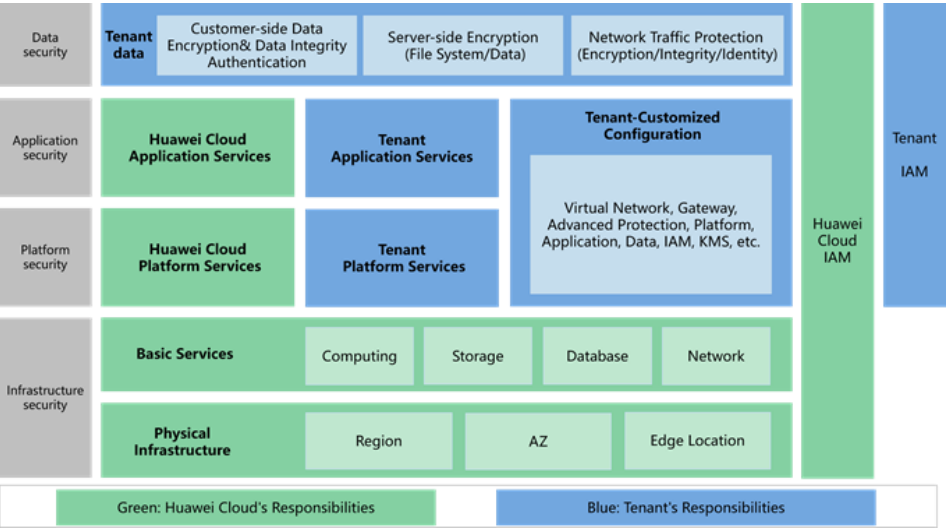 Data
security
Tenant
data
Customer-side Data
Encryption& Data Integrity
Authentication
Server-side Encryption
(File System/Data)
Network Traffic Protection
(Encryption/Integrity/Identity)
Application
security
Huawei Cloud
Application Services
Tenant
Application Services
Tenant-Customized
Configuration
Virtual Network, Gateway,
Advanced Protection, Platform,
Application, Data, IAM, KMS, etc.
Platform
security
Huawei Cloud
Platform Services
Tenant
Platform Services
Huawei
Cloud
IAM
Tenant
IAM
Infrastructure
security
Basic Services
Computing
Storage
Database
Network
Physical
Infrastructure
Region
AZ
Edge Location
Green: Huawei Cloud's Responsibilities
Blue: Tenant's Responsibilities